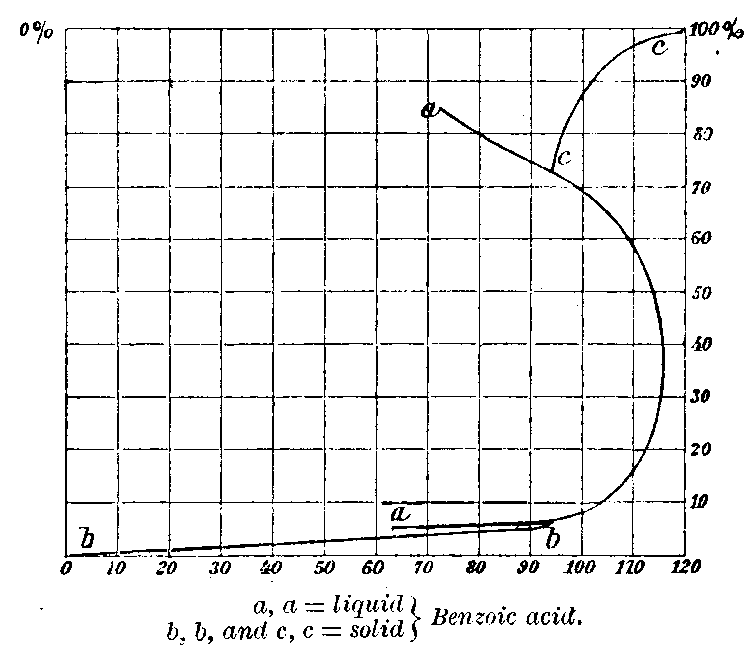 0% 100%
c
90
a
80
c
70
60
50
40
30
20
10
a
b b
0 10 20 30 40 50 60 70 80 90 100 110 120
a, a = liquid } Benzoic acid.
b, b, and c, c = solid